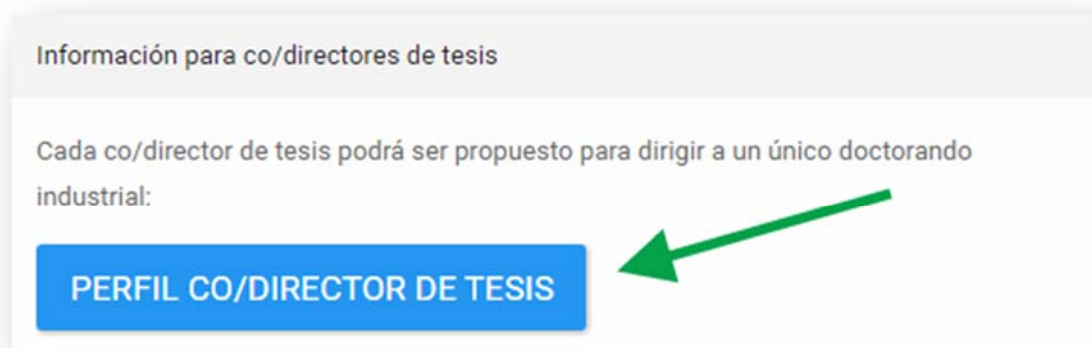 Información para co/directores de tesis
Cada co/director de tesis podrá ser propuesto para dirigir a un único doctorando
industrial:
PERFIL CO/DIRECTOR DE TESIS